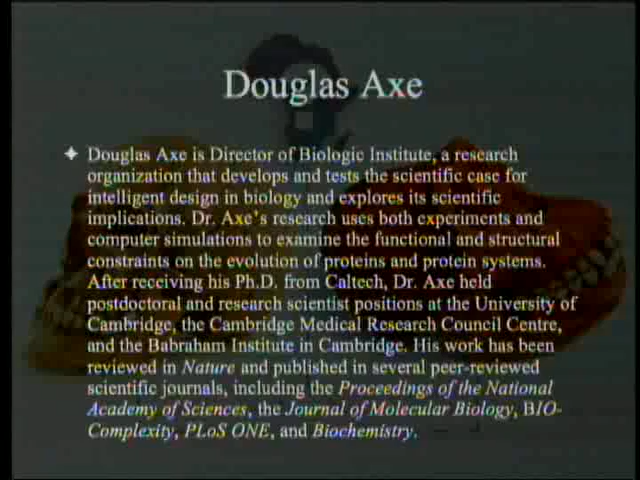 Douglas Axe
Douglas Axe is Director of Biologic Institute, a research
organization that develops and tests the scientific case for
intelligent design in biology and explores its scientific
implications. Dr. Axe's research uses both experiments and
computer simulations to examine the functional and structural
constraints on the evolution of proteins and protein systems.
After receiving his Ph.D. from Caltech, Dr. Axe held
postdoctoral and research scientist positions at the University of
Cambridge, the Cambridge Medical Research Council Centre,
and the Babraham Institute in Cambridge. His work has been
reviewed in Nature and published in several peer-reviewed
scientific journals, including the Proceedings of the National
Academy of Sciences, the Journal of Molecular Biology, BIO-
Complexity, PLoS ONE, and Biochemistry.